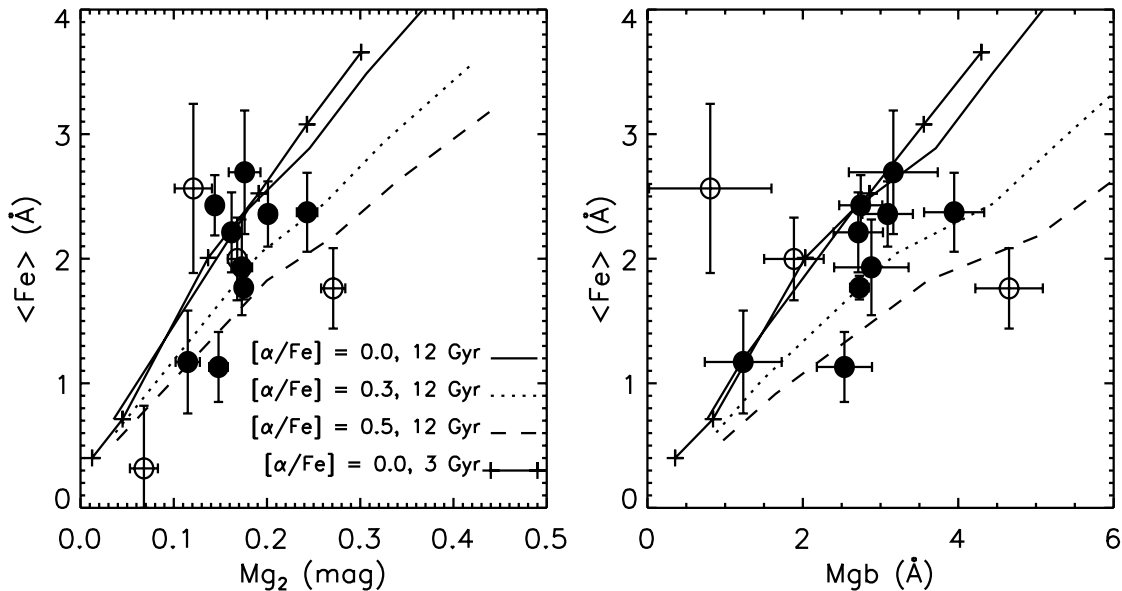 4
3
2
1
0
<Fe> (Å)
[α/Fe] = 0.0, 12 Gyr
[α/Fe] = 0.3, 12 Gyr
[α/Fe] = 0.5, 12 Gyr
[α/Fe] = 0.0, 3 Gyr
0.0 0.1 0.2 0.3 0.4 0.5
Mg₂ (mag)
4
3
2
1
0
<Fe> (Å)
0 2 4 6
Mgb (Å)